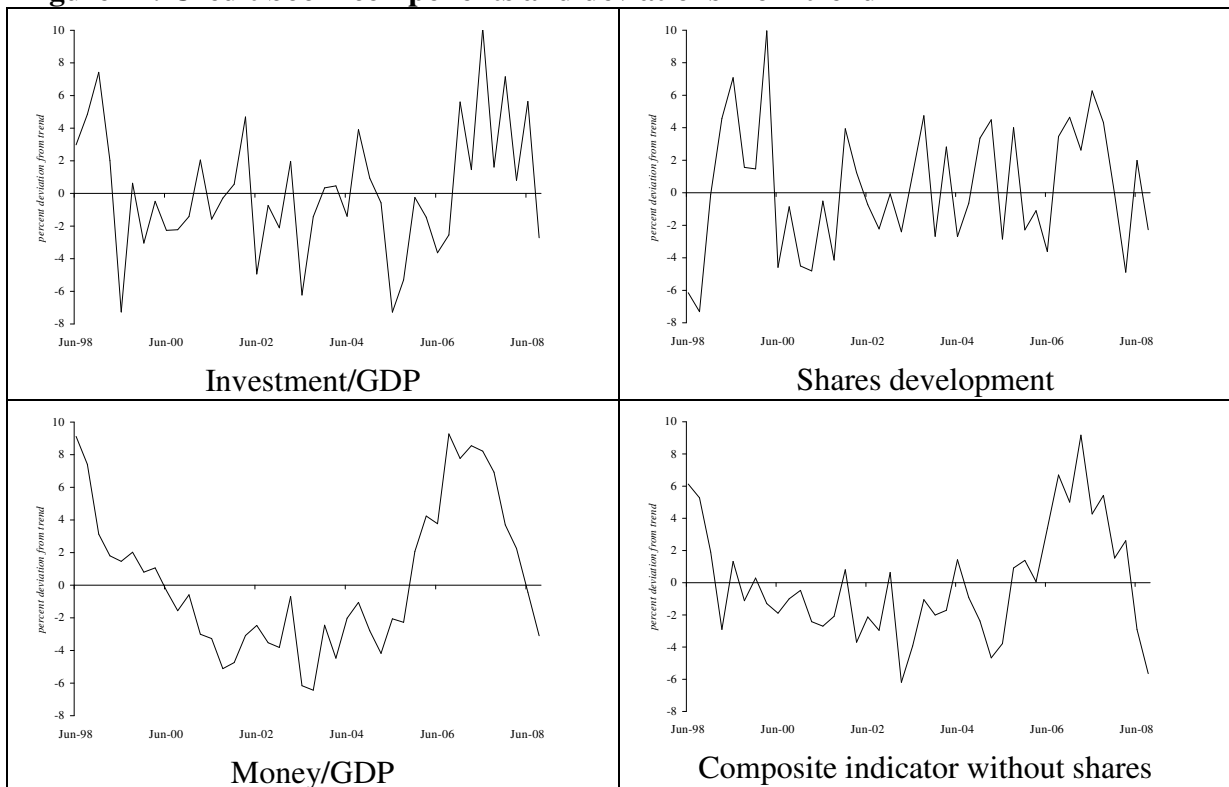 Figure
Credit boom components and deviations from trend
10
8
6
4
2
0
-2
-4
-6
-8
percent deviation from trend
Jun-98 Jun-00 Jun-02 Jun-04 Jun-06 Jun-08
Investment/GDP
10
8
6
4
2
0
-2
-4
-6
-8
percent deviation from trend
Jun-98 Jun-00 Jun-02 Jun-04 Jun-06 Jun-08
Shares development
10
8
6
4
2
0
-2
-4
-6
-8
percent deviation from trend
Jun-98 Jun-00 Jun-02 Jun-04 Jun-06 Jun-08
Money/GDP
10
8
6
4
2
0
-2
-4
-6
-8
percent deviation from trend
Jun-98 Jun-00 Jun-02 Jun-04 Jun-06 Jun-08
Composite indicator without shares